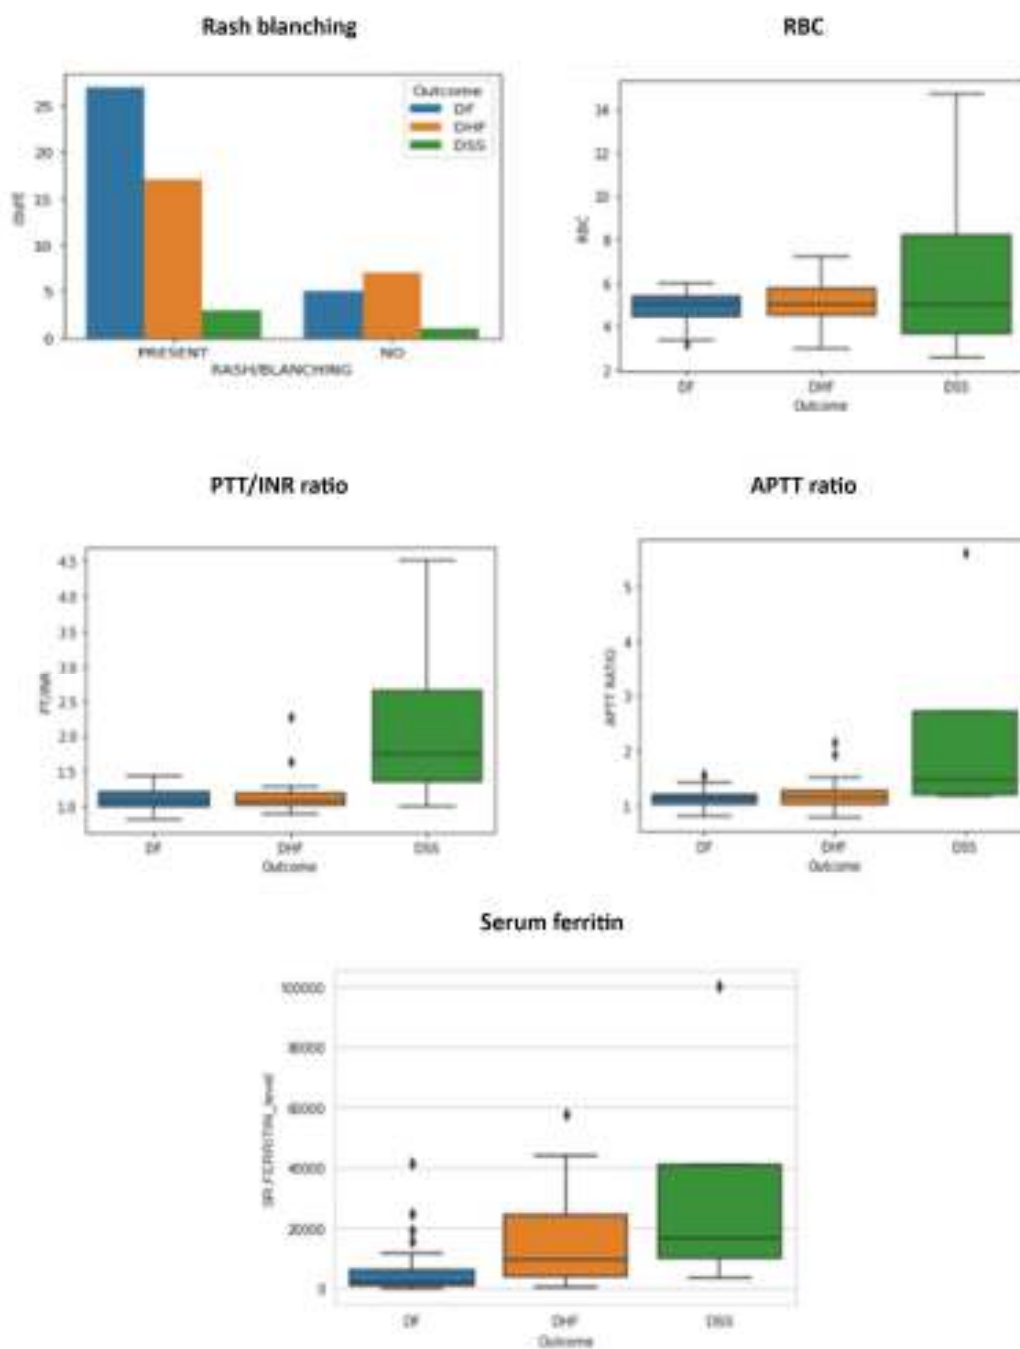 Rash blanching
RBC
Outcome
DF
DHF
DSS
25
20
15
10
5
0
count
PRESENT
NO
RASH/BLANCHING
14
12
10
8
6
4
2
RBC
DF
DHF
DSS
Outcome
PTT/INR ratio
APTT ratio
4.5
4.0
3.5
3.0
2.5
2.0
1.5
1.0
PT/INR
DF
DHF
DSS
Outcome
5
4
3
2
1
APTT RATIO
DF
DHF
DSS
Outcome
Serum ferritin
100000
80000
60000
40000
20000
0
SR.FERRITIN_level
DF
DHF
DSS
Outcome